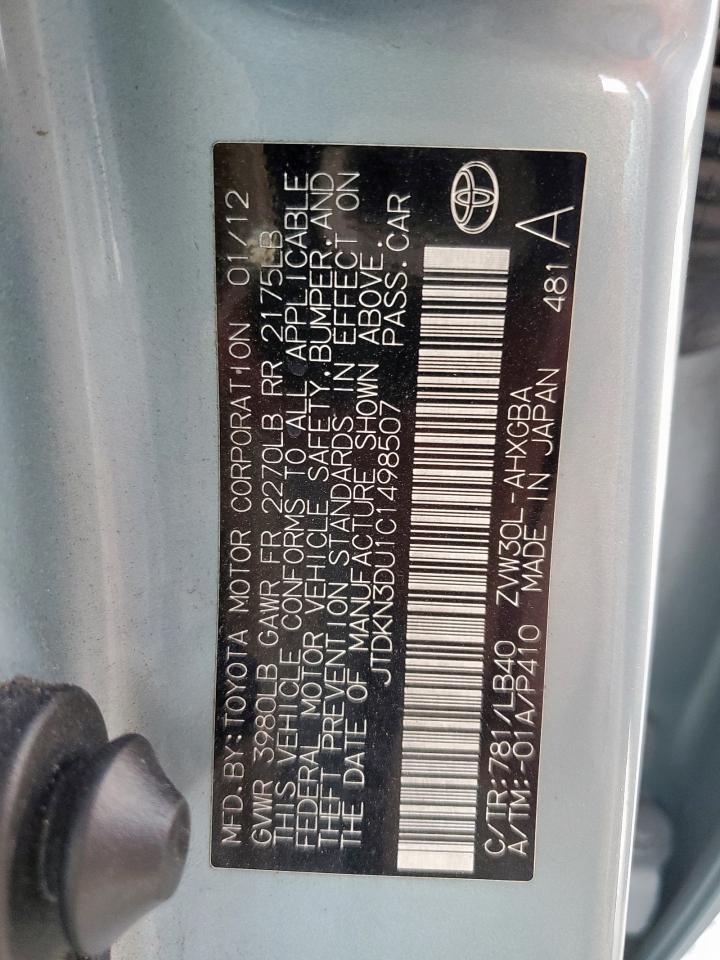 MFD.BY:TOYOTA MOTOR CORPORATION 01/12
GVWR 3980LB GAWR FR 2270LB RR 2175LB
THIS VEHICLE CONFORMS TO ALL APPLICABLE
FEDERAL MOTOR VEHICLE SAFETY,BUMPER,AND
THEFT PREVENTION STANDARDS IN EFFECT ON
THE DATE OF MANUFACTURE SHOWN ABOVE.
JTDKN3DU1C1498507 PASS.CAR
C/TR:781/LB40 ZVW30L-AHXGBA
A/TM:-01A/P410 MADE IN JAPAN 481 A